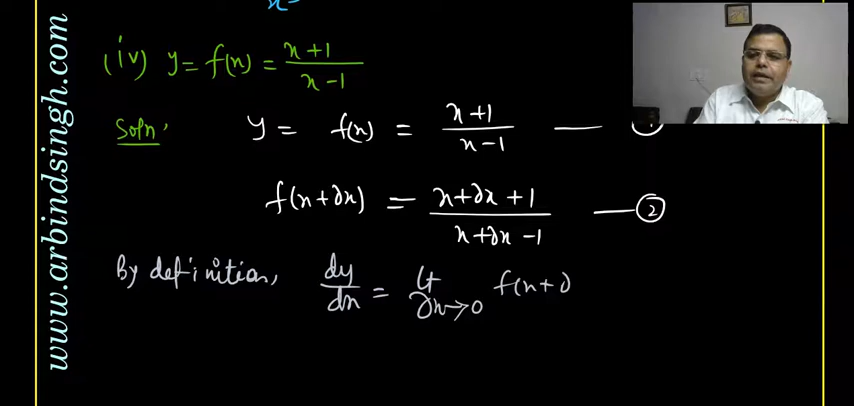 (iv) y = f(x) = x+1 / x-1
Soln.
y = f(x) = x+1 / x-1 —
f(x+∂x) = x+∂x+1 / x+∂x-1 — ②
By definition, dy/dx = Lt ∂x→0 f(x+∂
www.arbindsingh.com